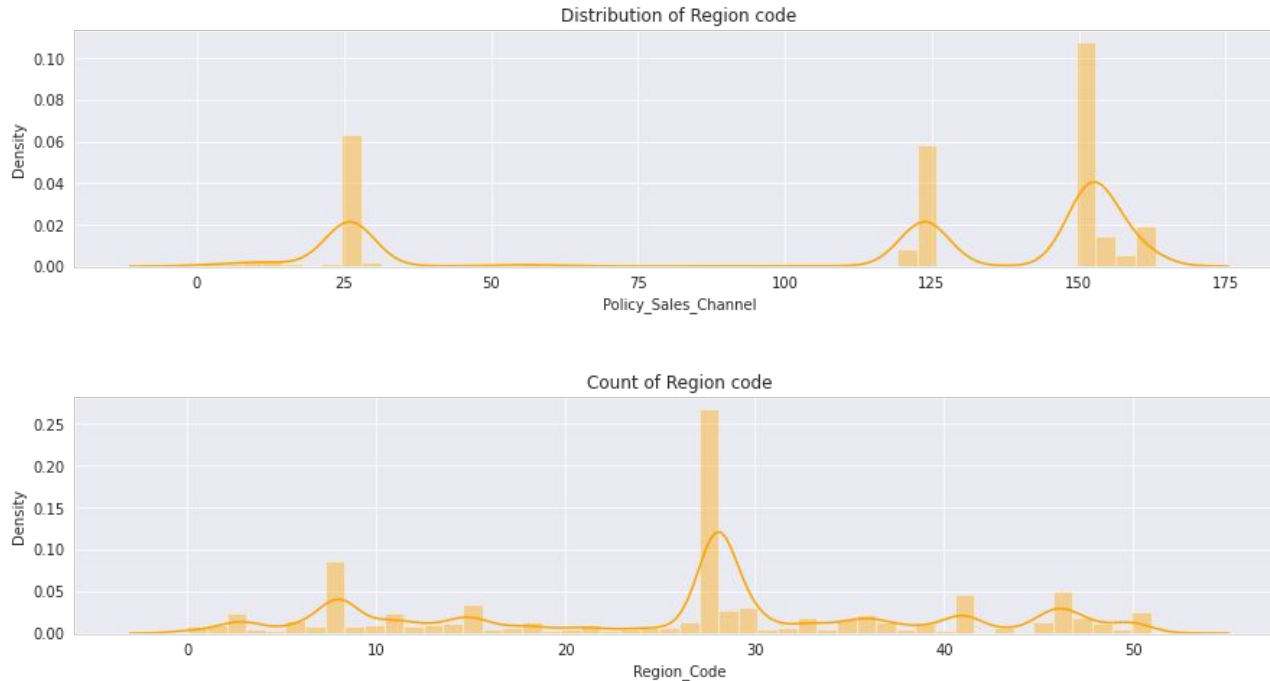 Distribution of Region code
0.10
0.08
0.06
0.04
0.02
0.00
Density
0 25 50 75 100 125 150 175
Policy_Sales_Channel
Count of Region code
0.25
0.20
0.15
0.10
0.05
0.00
Density
0 10 20 30 40 50
Region_Code